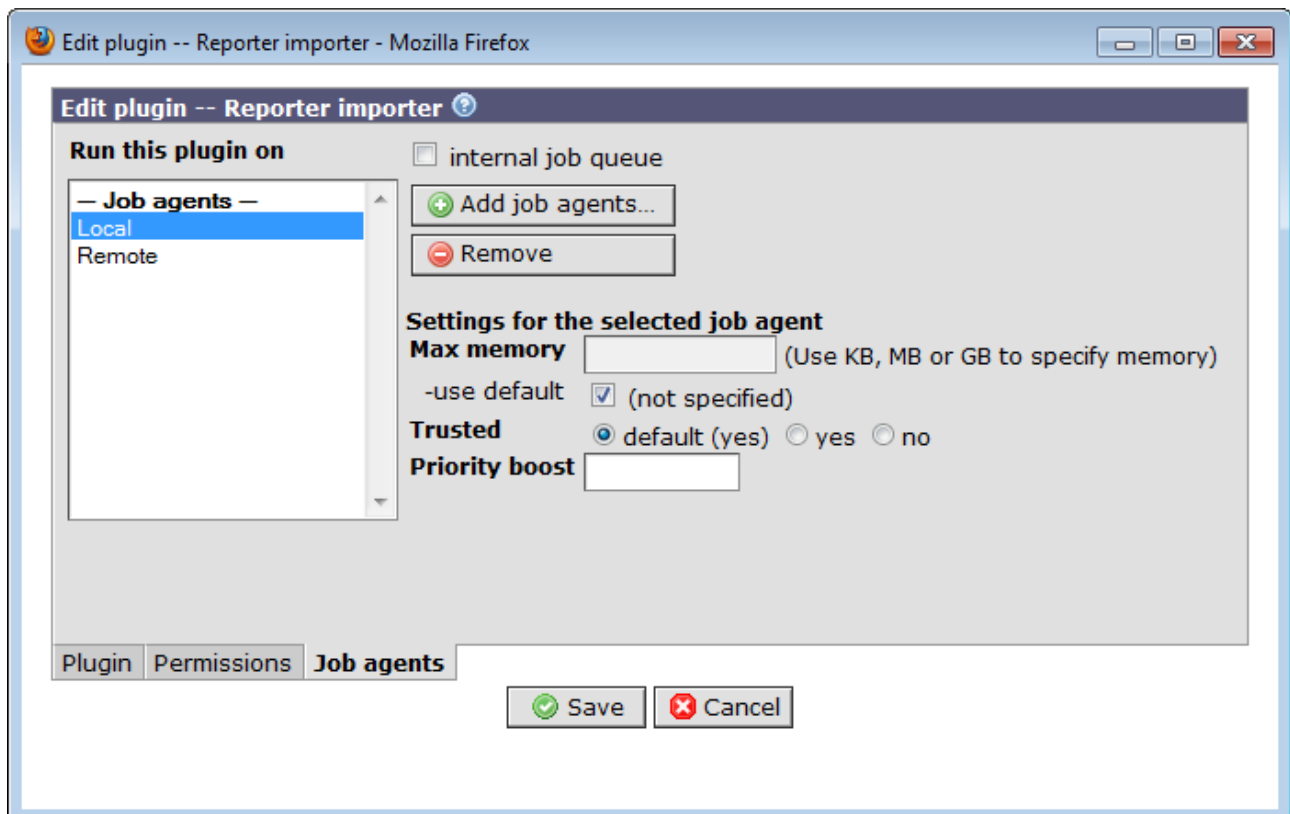 Edit plugin -- Reporter importer - Mozilla Firefox
Edit plugin -- Reporter importer
Run this plugin on
internal job queue
— Job agents —
Local
Remote
Add job agents...
Remove
Settings for the selected job agent
Max memory (Use KB, MB or GB to specify memory)
-use default (not specified)
Trusted default (yes) yes no
Priority boost
Plugin Permissions Job agents
Save Cancel